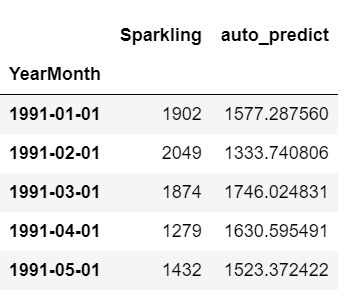 Sparkling auto_predict
YearMonth
1991-01-01 1902 1577.287560
1991-02-01 2049 1333.740806
1991-03-01 1874 1746.024831
1991-04-01 1279 1630.595491
1991-05-01 1432 1523.372422